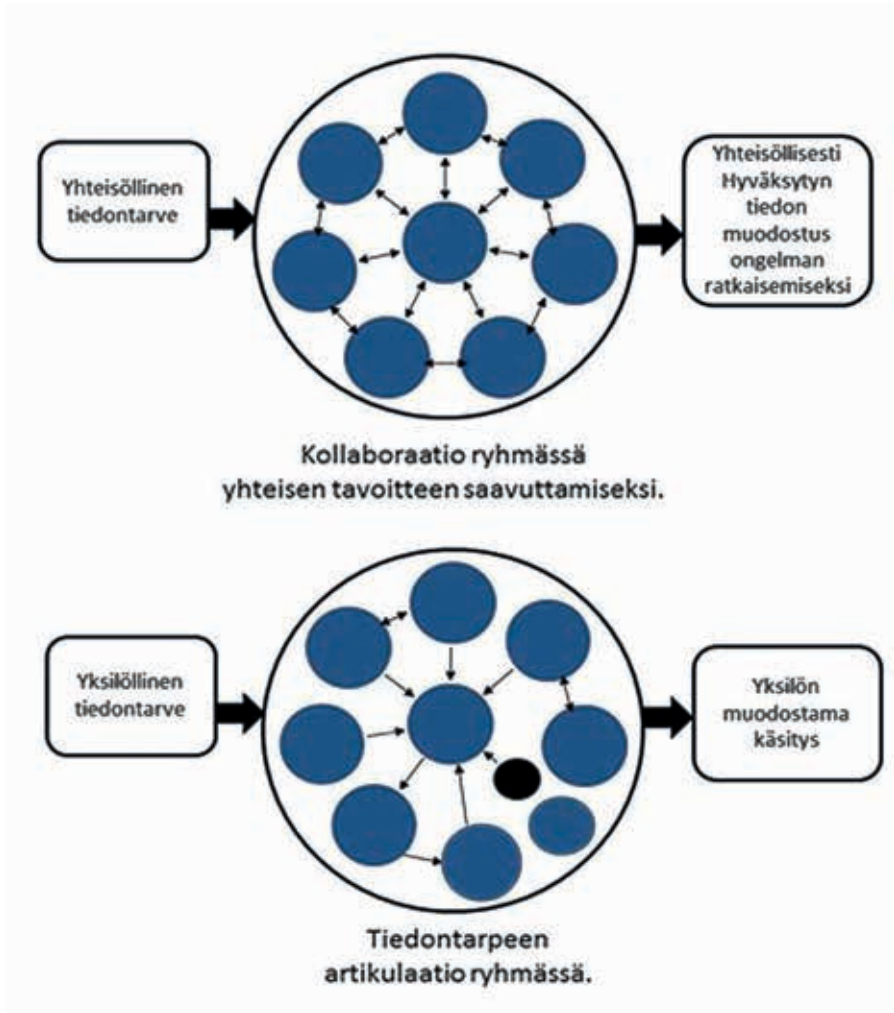 Yhteisöllinen
tiedontarve
Yhteisöllisesti
Hyväksytyn
tiedon
muodostus
ongelman
ratkaisemiseksi
Kollaboraatio ryhmässä
yhteisen tavoitteen saavuttamiseksi.
Yksilöllinen
tiedontarve
Yksilön
muodostama
käsitys
Tiedontarpeen
artikulaatio ryhmässä.